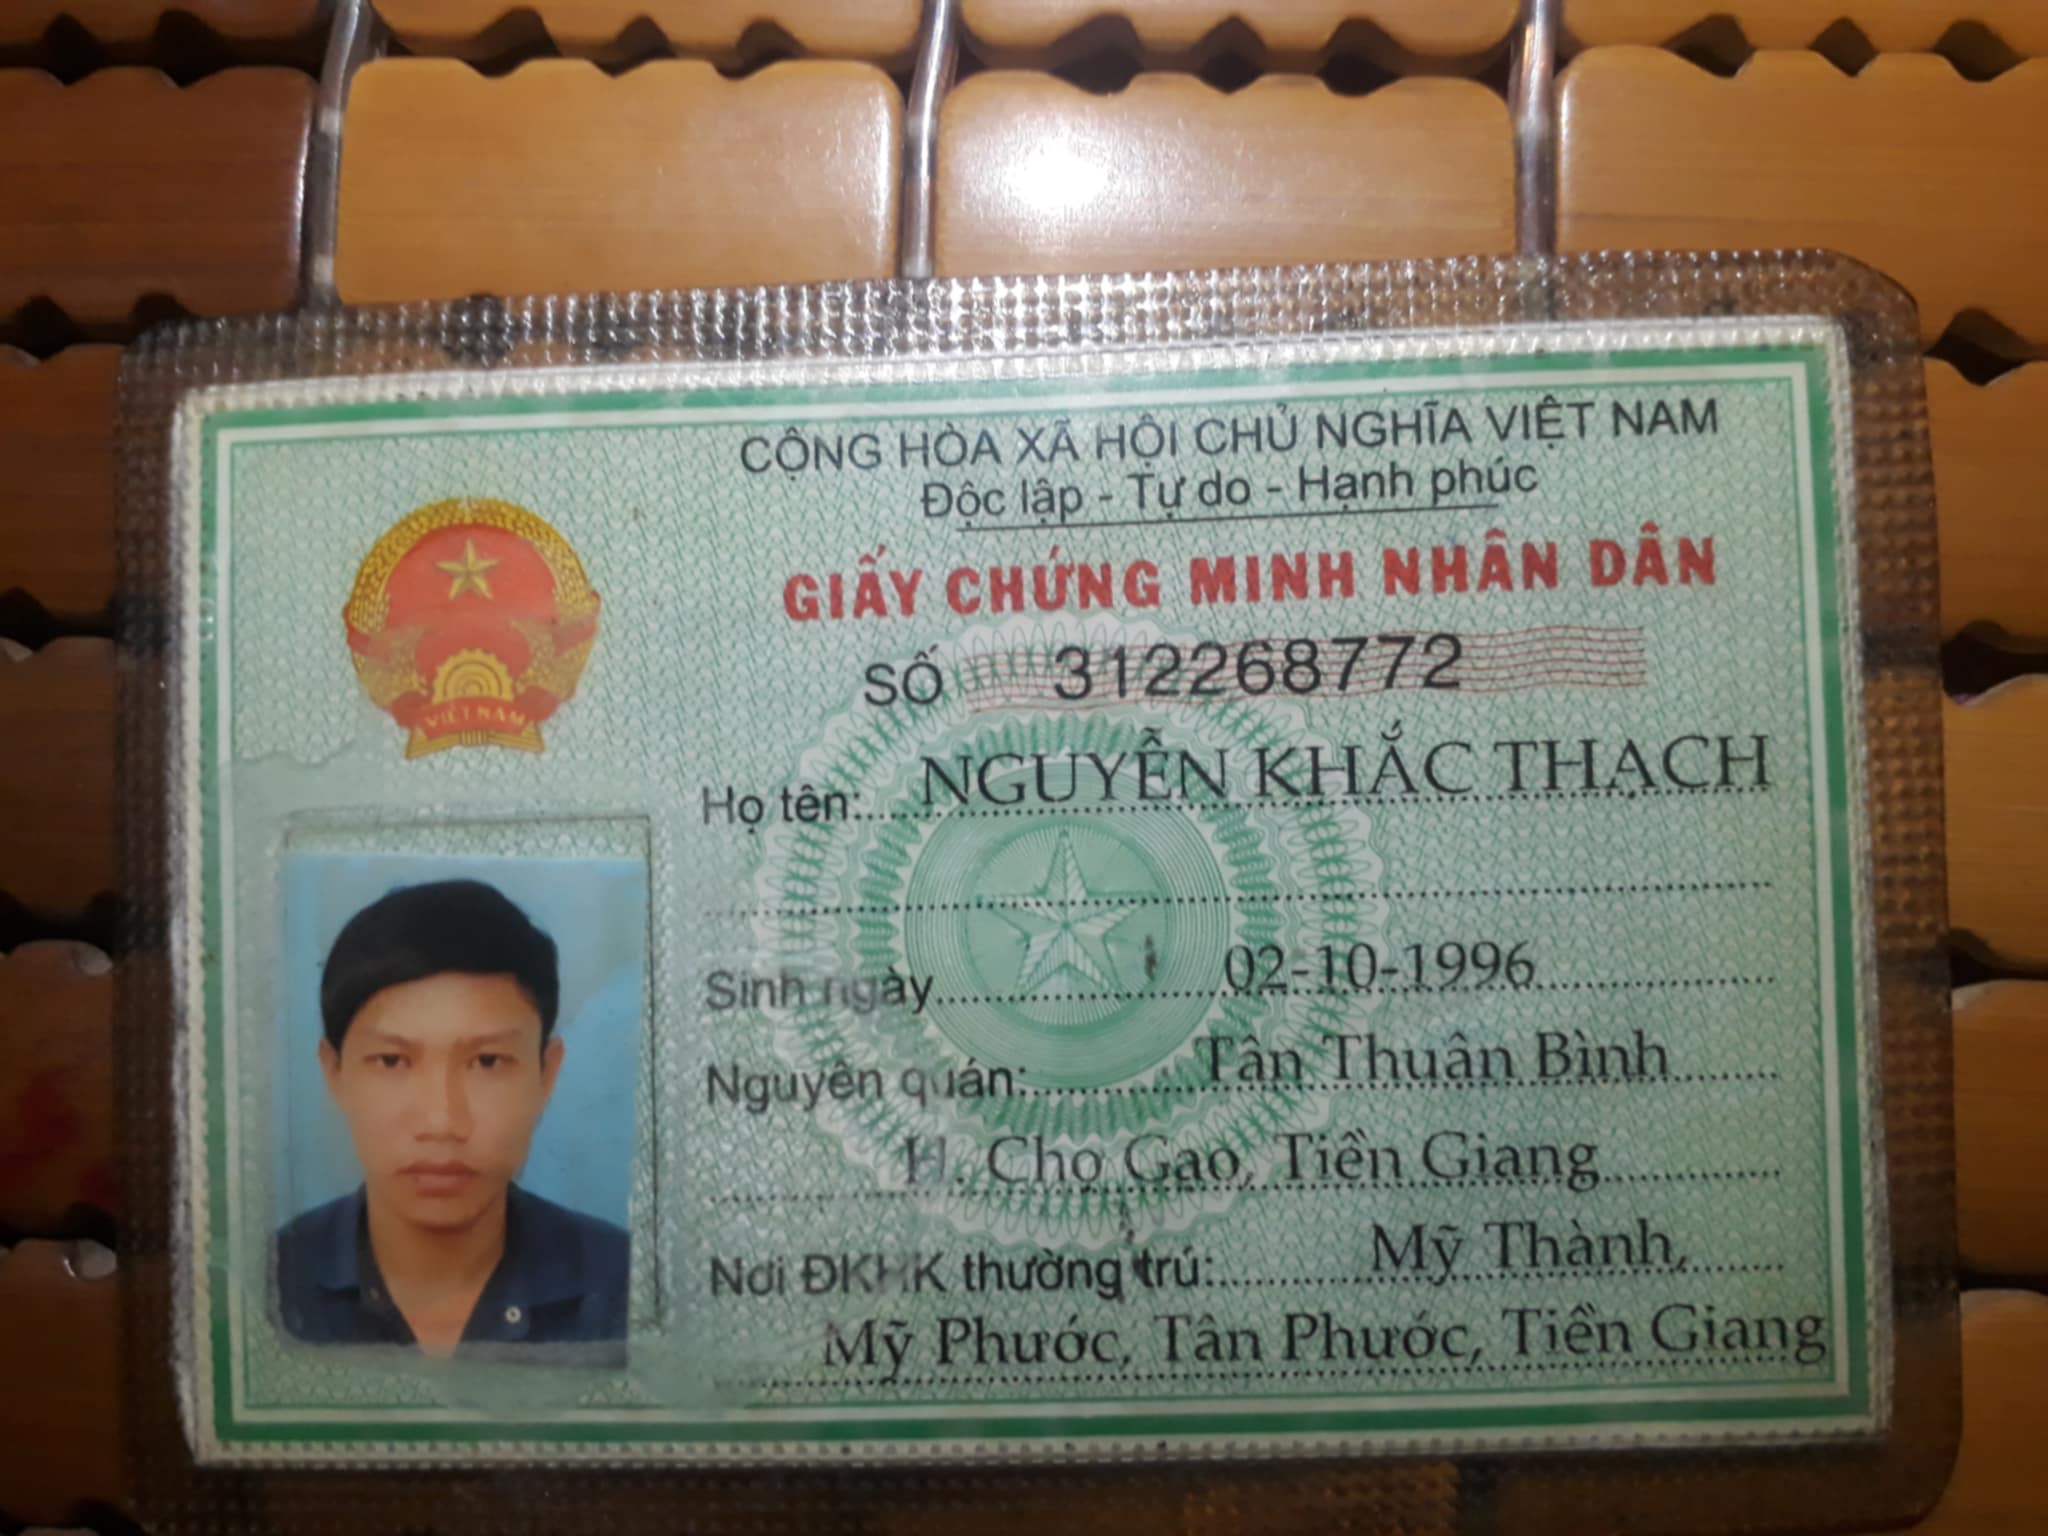 CỘNG HÒA XÃ HỘI CHỦ NGHĨA VIỆT NAM
Độc lập - Tự do - Hạnh phúc
GIẤY CHỨNG MINH NHÂN DÂN
SỐ 312268772
VIỆT NAM
Họ tên: NGUYỄN KHẮC THẠCH
Sinh ngày 02-10-1996
Nguyên quán: Tân Thuận Bình
H. Chợ Gạo, Tiền Giang
Nơi ĐKHK thường trú: Mỹ Thành,
Mỹ Phước, Tân Phước, Tiền Giang